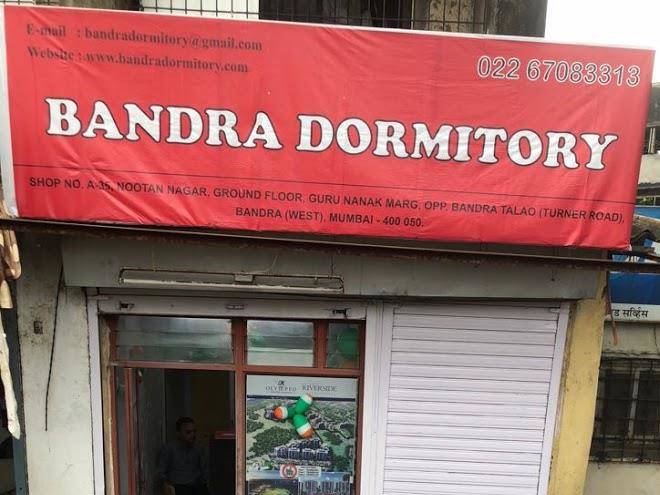 E-mail : bandradormitory@gmail.com
Website : www.bandradormitory.com
022 67083313
BANDRA DORMITORY
SHOP NO. A-35, NOOTAN NAGAR, GROUND FLOOR, GURU NANAK MARG, OPP. BANDRA TALAO (TURNER ROAD),
BANDRA (WEST), MUMBAI - 400 050.
RIVERSIDE